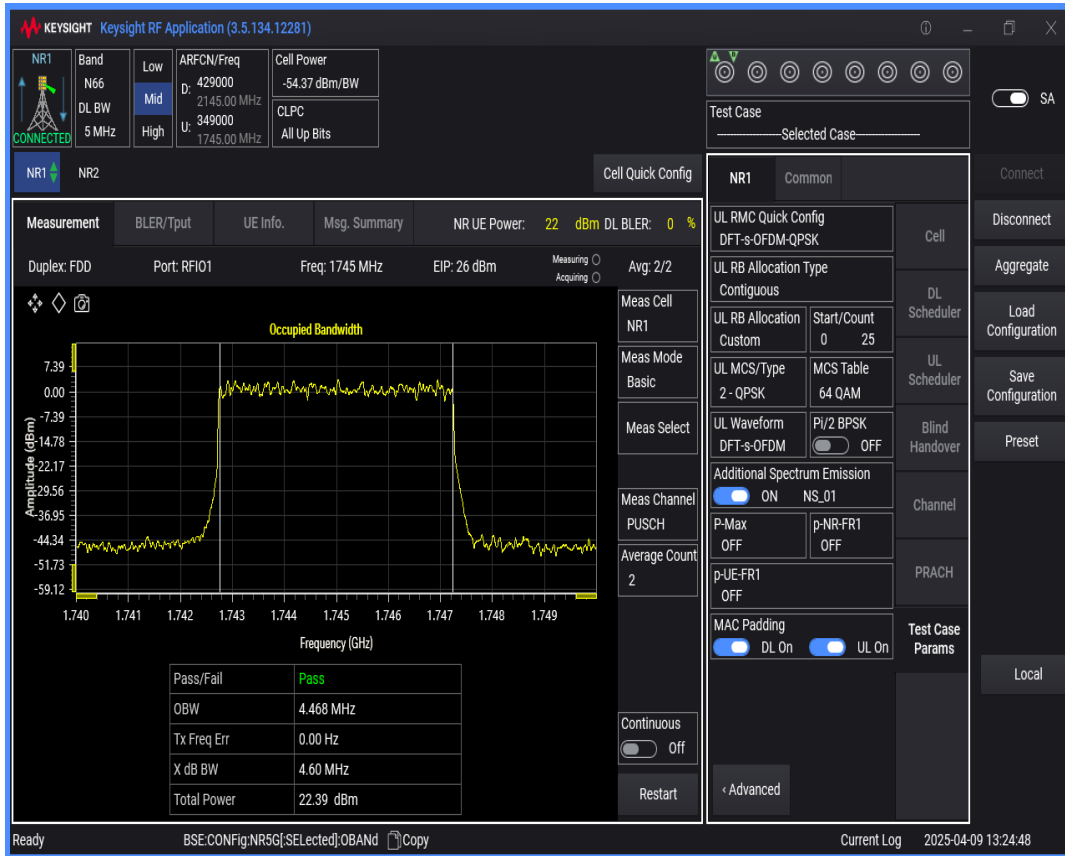 KEYSIGHT Keysight RF Application (3.5.134.12281)
NR1
CONNECTED
Band
N66
DL BW
5 MHz
Low
Mid
High
ARFCN/Freq
D: 429000
2145.00 MHz
U: 349000
1745.00 MHz
Cell Power
-54.37 dBm/BW
CLPC
All Up Bits
Test Case
--------------------Selected Case--------------------
SA
NR1
NR2
Cell Quick Config
NR1
Common
Connect
Measurement
BLER/Tput
UE Info.
Msg. Summary
NR UE Power: 22 dBm DL BLER: 0 %
Duplex: FDD
Port: RFIO1
Freq: 1745 MHz
EIP: 26 dBm
Measuring
Acquiring
Avg: 2/2
Occupied Bandwidth
Amplitude (dBm)
7.39
0.00
-7.39
-14.78
-22.17
-29.56
-36.95
-44.34
-51.73
-59.12
1.740 1.741 1.742 1.743 1.744 1.745 1.746 1.747 1.748 1.749
Frequency (GHz)
Pass/Fail Pass
OBW 4.468 MHz
Tx Freq Err 0.00 Hz
X dB BW 4.60 MHz
Total Power 22.39 dBm
Meas Cell
NR1
Meas Mode
Basic
Meas Select
Meas Channel
PUSCH
Average Count
2
Continuous
Off
Restart
UL RMC Quick Config
DFT-s-OFDM-QPSK
UL RB Allocation Type
Contiguous
UL RB Allocation
Custom
Start/Count
0 25
UL MCS/Type
2 - QPSK
MCS Table
64 QAM
UL Waveform
DFT-s-OFDM
Pi/2 BPSK
OFF
Additional Spectrum Emission
ON NS_01
P-Max
OFF
p-NR-FR1
OFF
p-UE-FR1
OFF
MAC Padding
DL On
UL On
‹ Advanced
Cell
DL
Scheduler
UL
Scheduler
Blind
Handover
Channel
PRACH
Test Case
Params
Disconnect
Aggregate
Load
Configuration
Save
Configuration
Preset
Local
Ready
BSE:CONFig:NR5G[:SELected]:OBANd Copy
Current Log
2025-04-09 13:24:48